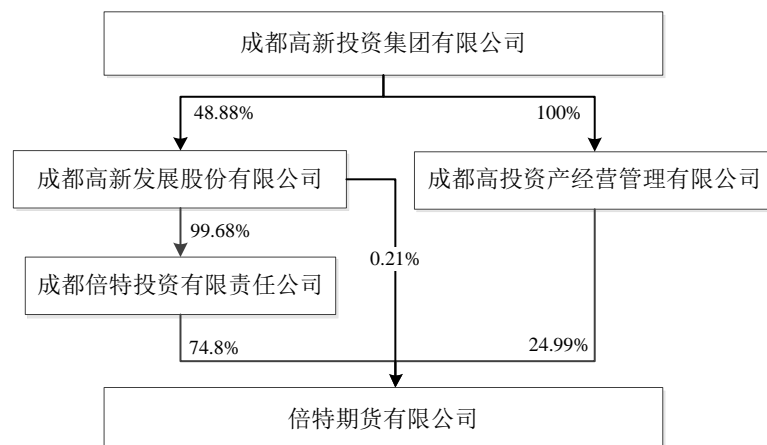 成都高新投资集团有限公司
48.88%
100%
成都高新发展股份有限公司
成都高投资产经营管理有限公司
99.68%
0.21%
成都倍特投资有限责任公司
74.8%
24.99%
倍特期货有限公司